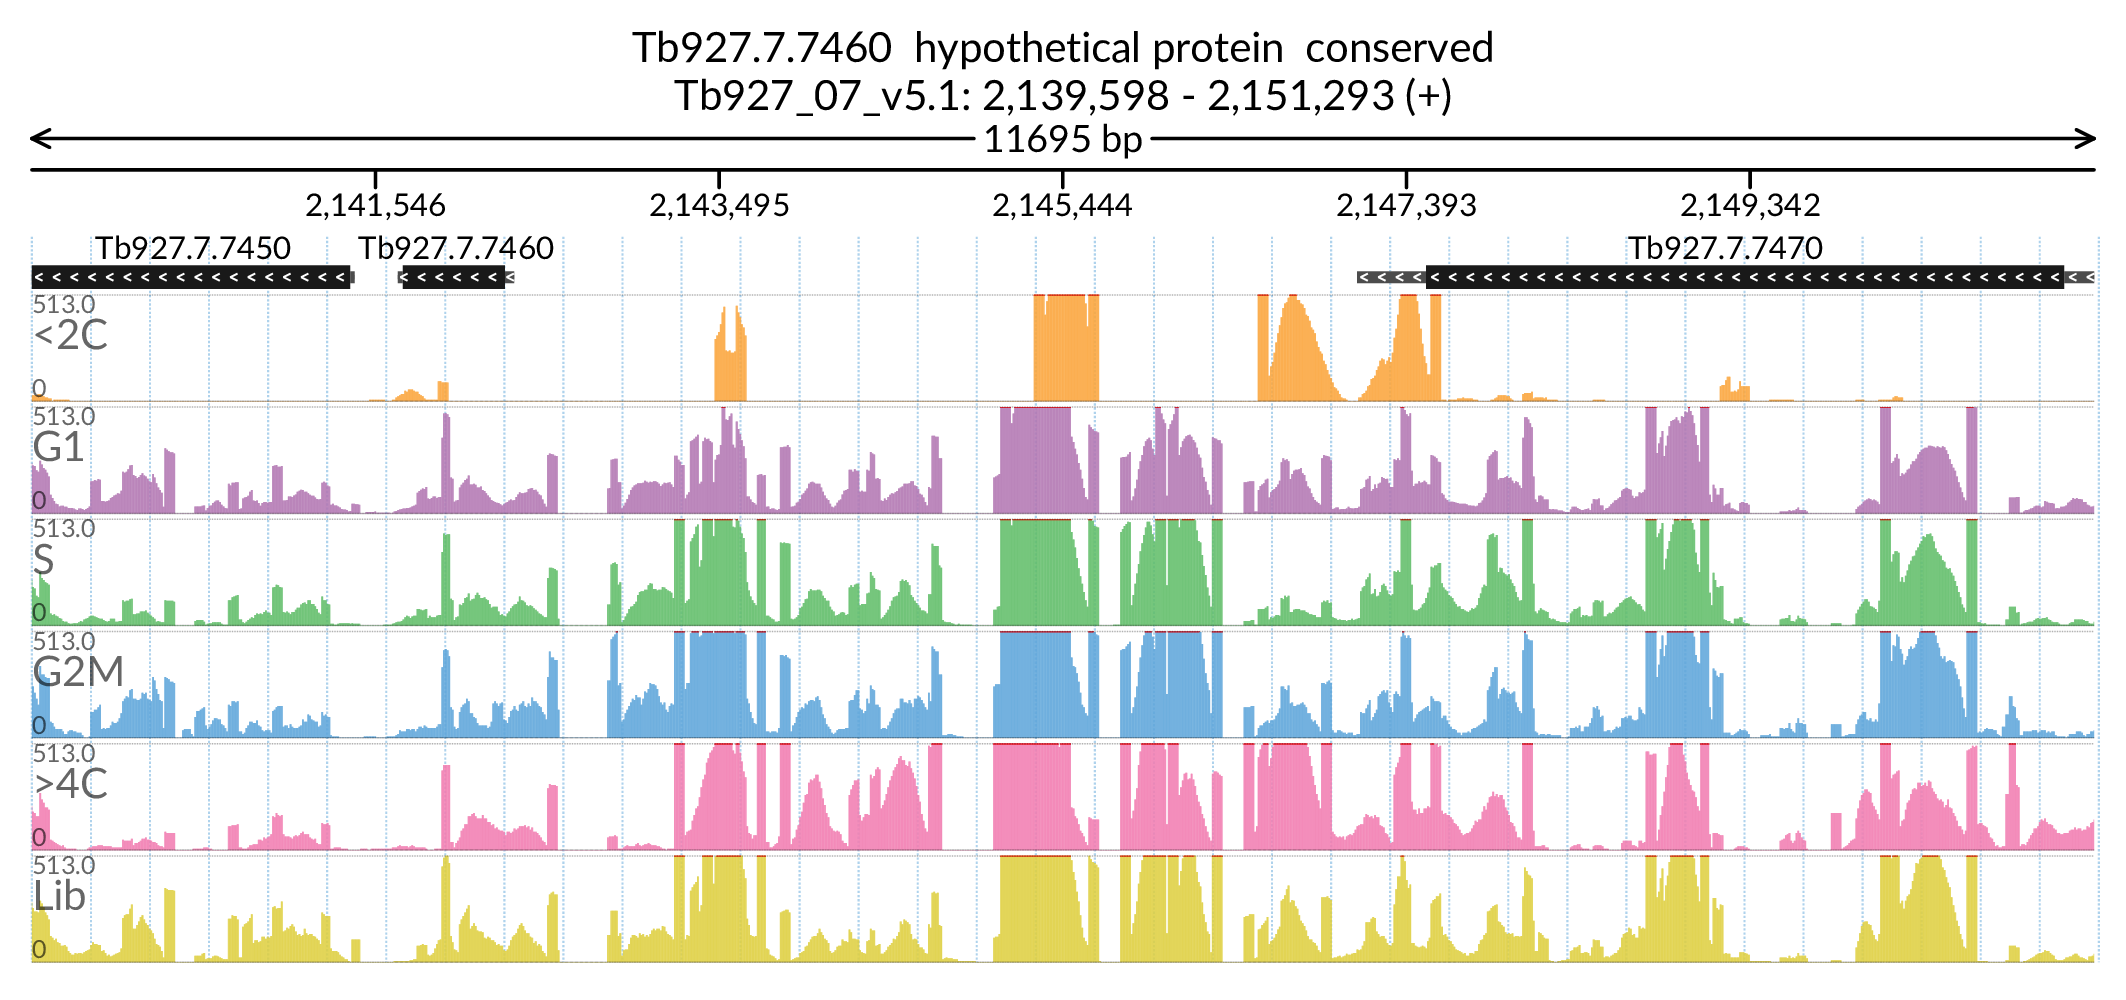 Tb927.7.7460 hypothetical protein conserved
Tb927_07_v5.1: 2,139,598 - 2,151,293 (+)
11695 bp
2,141,546 2,143,495 2,145,444 2,147,393 2,149,342
Tb927.7.7450 Tb927.7.7460 Tb927.7.7470
513.0
<2C
0
513.0
G1
0
513.0
S
0
513.0
G2M
0
513.0
>4C
0
513.0
Lib
0